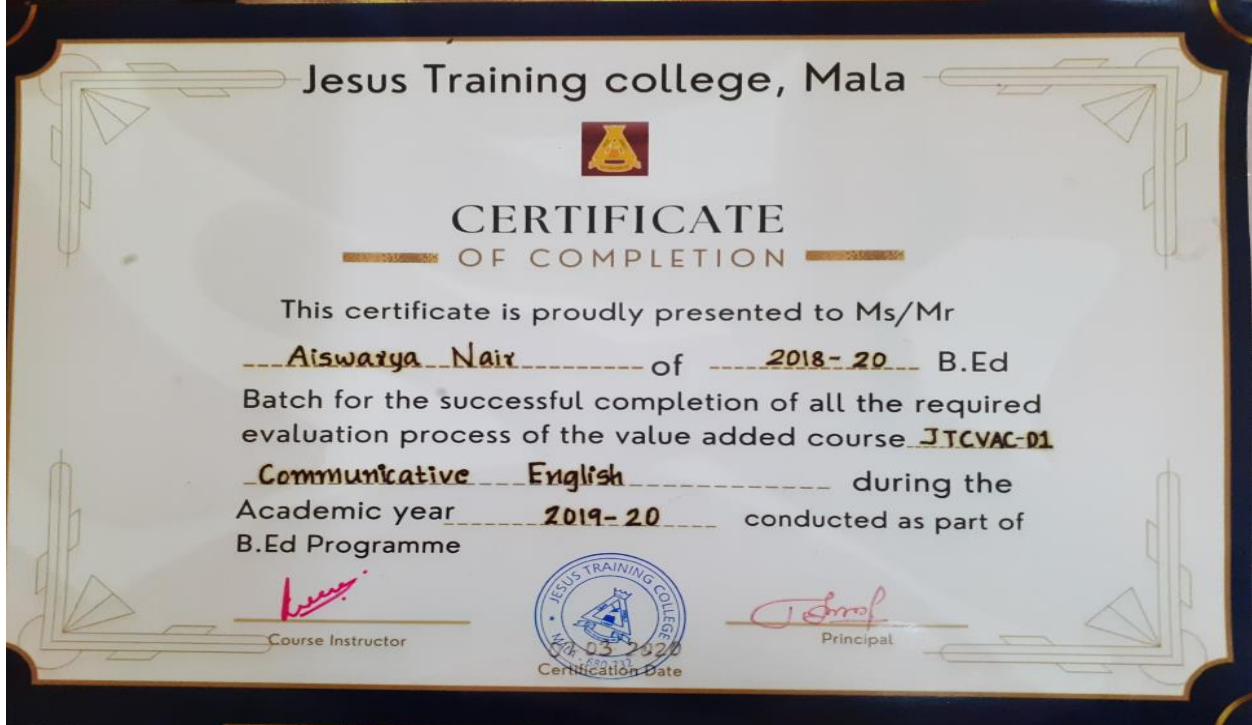 Jesus Training college, Mala
CERTIFICATE
OF COMPLETION
This certificate is proudly presented to Ms/Mr
Aiswarya Nair of 2018-20 B.Ed
Batch for the successful completion of all the required
evaluation process of the value added course JTCVAC-01
Communicative English during the
Academic year 2019-20 conducted as part of
B.Ed Programme
JESUS TRAINING COLLEGE
03 2020
Course Instructor
Certification Date
Principal